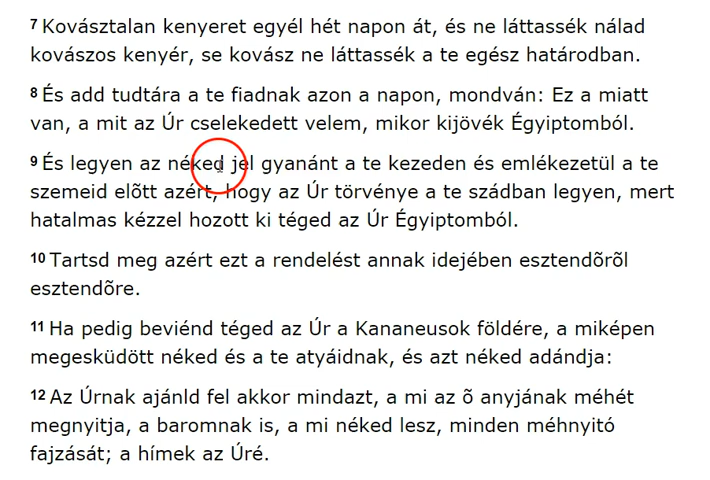 7 Kovásztalan kenyeret egyél hét napon át, és ne láttassék nálad
kovászos kenyér, se kovász ne láttassék a te egész határodban.
8 És add tudtára a te fiadnak azon a napon, mondván: Ez a miatt
van, a mit az Úr cselekedett velem, mikor kijövék Égyiptomból.
9 És legyen az néked jel gyanánt a te kezeden és emlékezetül a te
szemeid elõtt azért, hogy az Úr törvénye a te szádban legyen, mert
hatalmas kézzel hozott ki téged az Úr Égyiptomból.
10 Tartsd meg azért ezt a rendelést annak idejében esztendõrõl
esztendõre.
11 Ha pedig beviénd téged az Úr a Kananeusok földére, a miképen
megesküdött néked és a te atyáidnak, és azt néked adándja:
12 Az Úrnak ajánld fel akkor mindazt, a mi az õ anyjának méhét
megnyitja, a baromnak is, a mi néked lesz, minden méhnyitó
fajzását; a hímek az Úré.